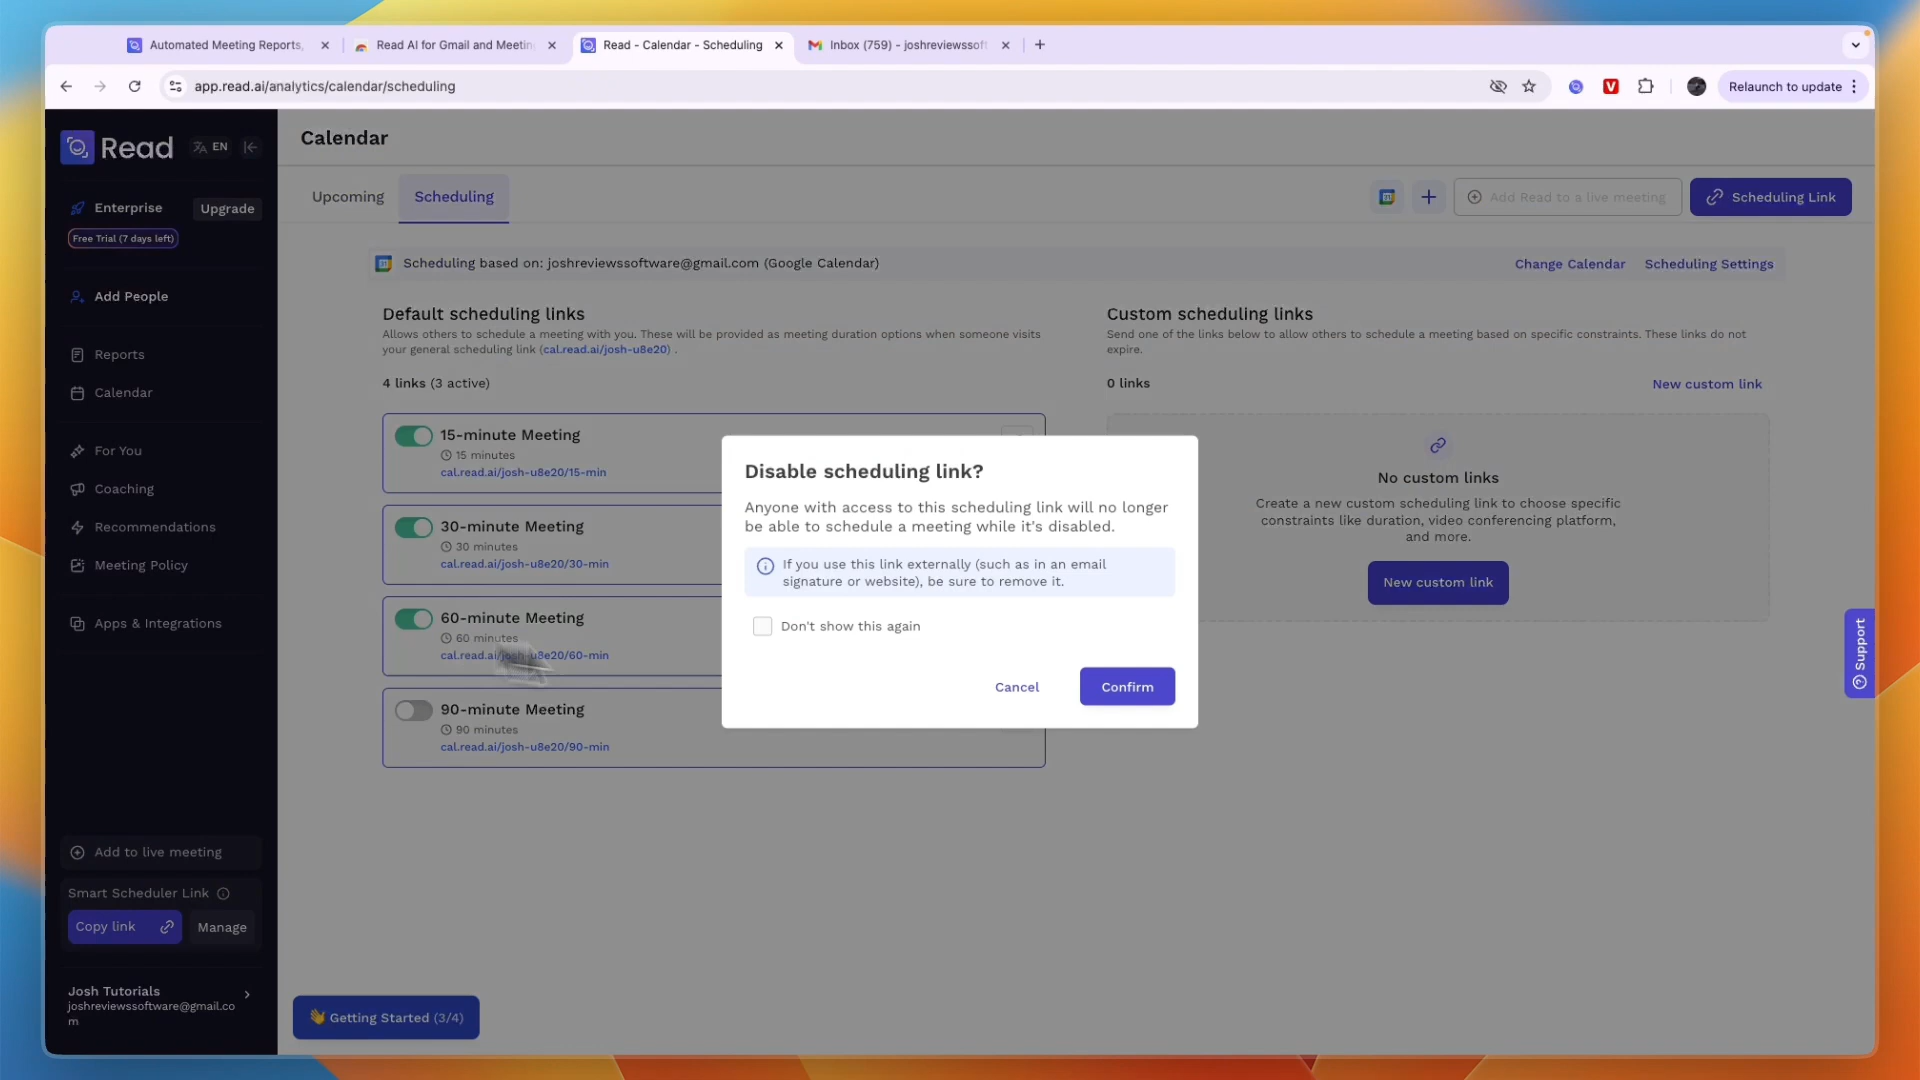 Automated Meeting Reports,
Read AI for Gmail and Meetin
Read - Calendar - Scheduling
Inbox (759) - joshreviewssoft
app.read.ai/analytics/calendar/scheduling
Relaunch to update
Read
EN
Enterprise
Upgrade
Free Trial (7 days left)
Add People
Reports
Calendar
For You
Coaching
Recommendations
Meeting Policy
Apps & Integrations
Add to live meeting
Smart Scheduler Link
Copy link
Manage
Josh Tutorials
joshreviewssoftware@gmail.co
m
Calendar
Upcoming
Scheduling
Add Read to a live meeting
Scheduling Link
Scheduling based on: joshreviewssoftware@gmail.com (Google Calendar)
Change Calendar
Scheduling Settings
Default scheduling links
Allows others to schedule a meeting with you. These will be provided as meeting duration options when someone visits
your general scheduling link (cal.read.ai/josh-u8e20) .
4 links (3 active)
15-minute Meeting
15 minutes
cal.read.ai/josh-u8e20/15-min
30-minute Meeting
30 minutes
cal.read.ai/josh-u8e20/30-min
60-minute Meeting
60 minutes
cal.read.ai/josh-u8e20/60-min
90-minute Meeting
90 minutes
cal.read.ai/josh-u8e20/90-min
Custom scheduling links
Send one of the links below to allow others to schedule a meeting based on specific constraints. These links do not
expire.
0 links
New custom link
No custom links
Create a new custom scheduling link to choose specific
constraints like duration, video conferencing platform,
and more.
New custom link
Disable scheduling link?
Anyone with access to this scheduling link will no longer
be able to schedule a meeting while it's disabled.
If you use this link externally (such as in an email
signature or website), be sure to remove it.
Don't show this again
Cancel
Confirm
Support
👋 Getting Started (3/4)